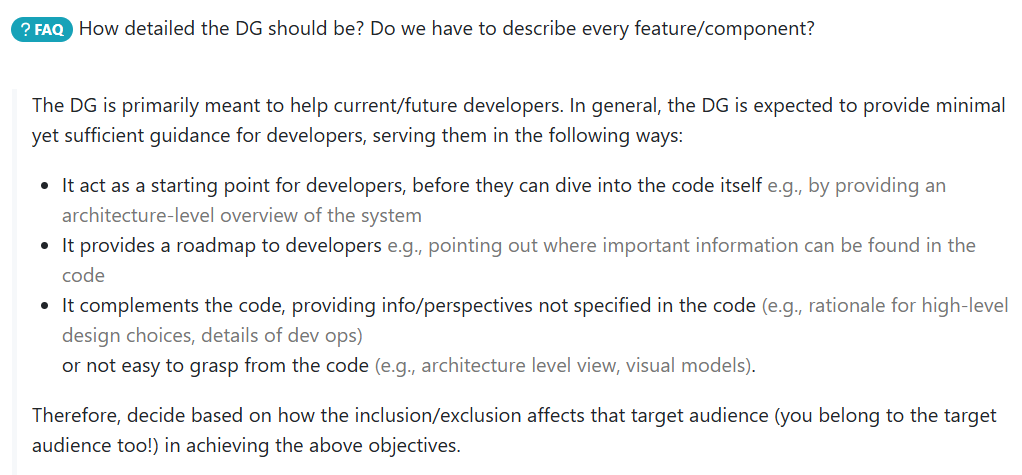 ? FAQ How detailed the DG should be? Do we have to describe every feature/component?
The DG is primarily meant to help current/future developers. In general, the DG is expected to provide minimal
yet sufficient guidance for developers, serving them in the following ways:
• It act as a starting point for developers, before they can dive into the code itself e.g., by providing an
architecture-level overview of the system
• It provides a roadmap to developers e.g., pointing out where important information can be found in the
code
• It complements the code, providing info/perspectives not specified in the code (e.g., rationale for high-level
design choices, details of dev ops)
or not easy to grasp from the code (e.g., architecture level view, visual models).
Therefore, decide based on how the inclusion/exclusion affects that target audience (you belong to the target
audience too!) in achieving the above objectives.